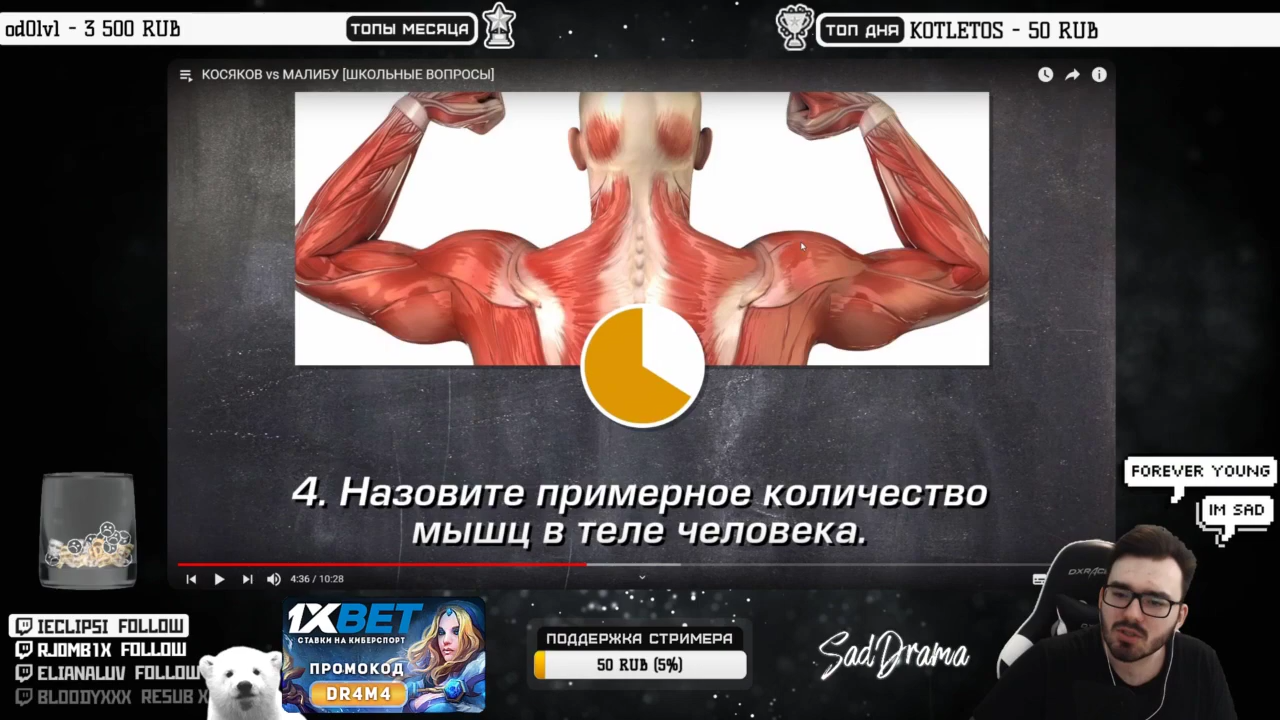 od0lvl - 3 500 RUB
ТОПЫ МЕСЯЦА
ТОП ДНЯ
KOTLETOS - 50 RUB
КОСЯКОВ vs МАЛИБУ [ШКОЛЬНЫЕ ВОПРОСЫ]
4. Назовите примерное количество
мышц в теле человека.
4:36 / 10:28
FOREVER YOUNG
IM SAD
IECLIPSI FOLLOW
RJOMB1X FOLLOW
ELIANALUV FOLLOW
BLOODYXXX RESUB X
1XBET
СТАВКИ НА КИБЕРСПОРТ
ПРОМОКОД
DR4M4
ПОДДЕРЖКА СТРИМЕРА
50 RUB (5%)
SadDrama